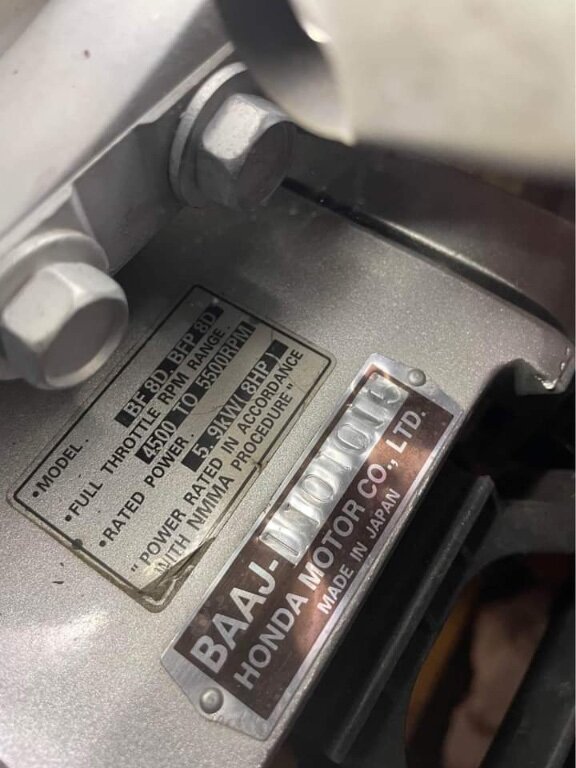 •MODEL. BF 8D, BFP 8D
•FULL THROTTLE RPM RANGE.
4500 TO 5500RPM
•RATED POWER. 5. 9KW( 8HP )
"POWER RATED IN ACCORDANCE
WITH NMMA PROCEDURE"
BAAJ-
HONDA MOTOR CO., LTD.
MADE IN JAPAN